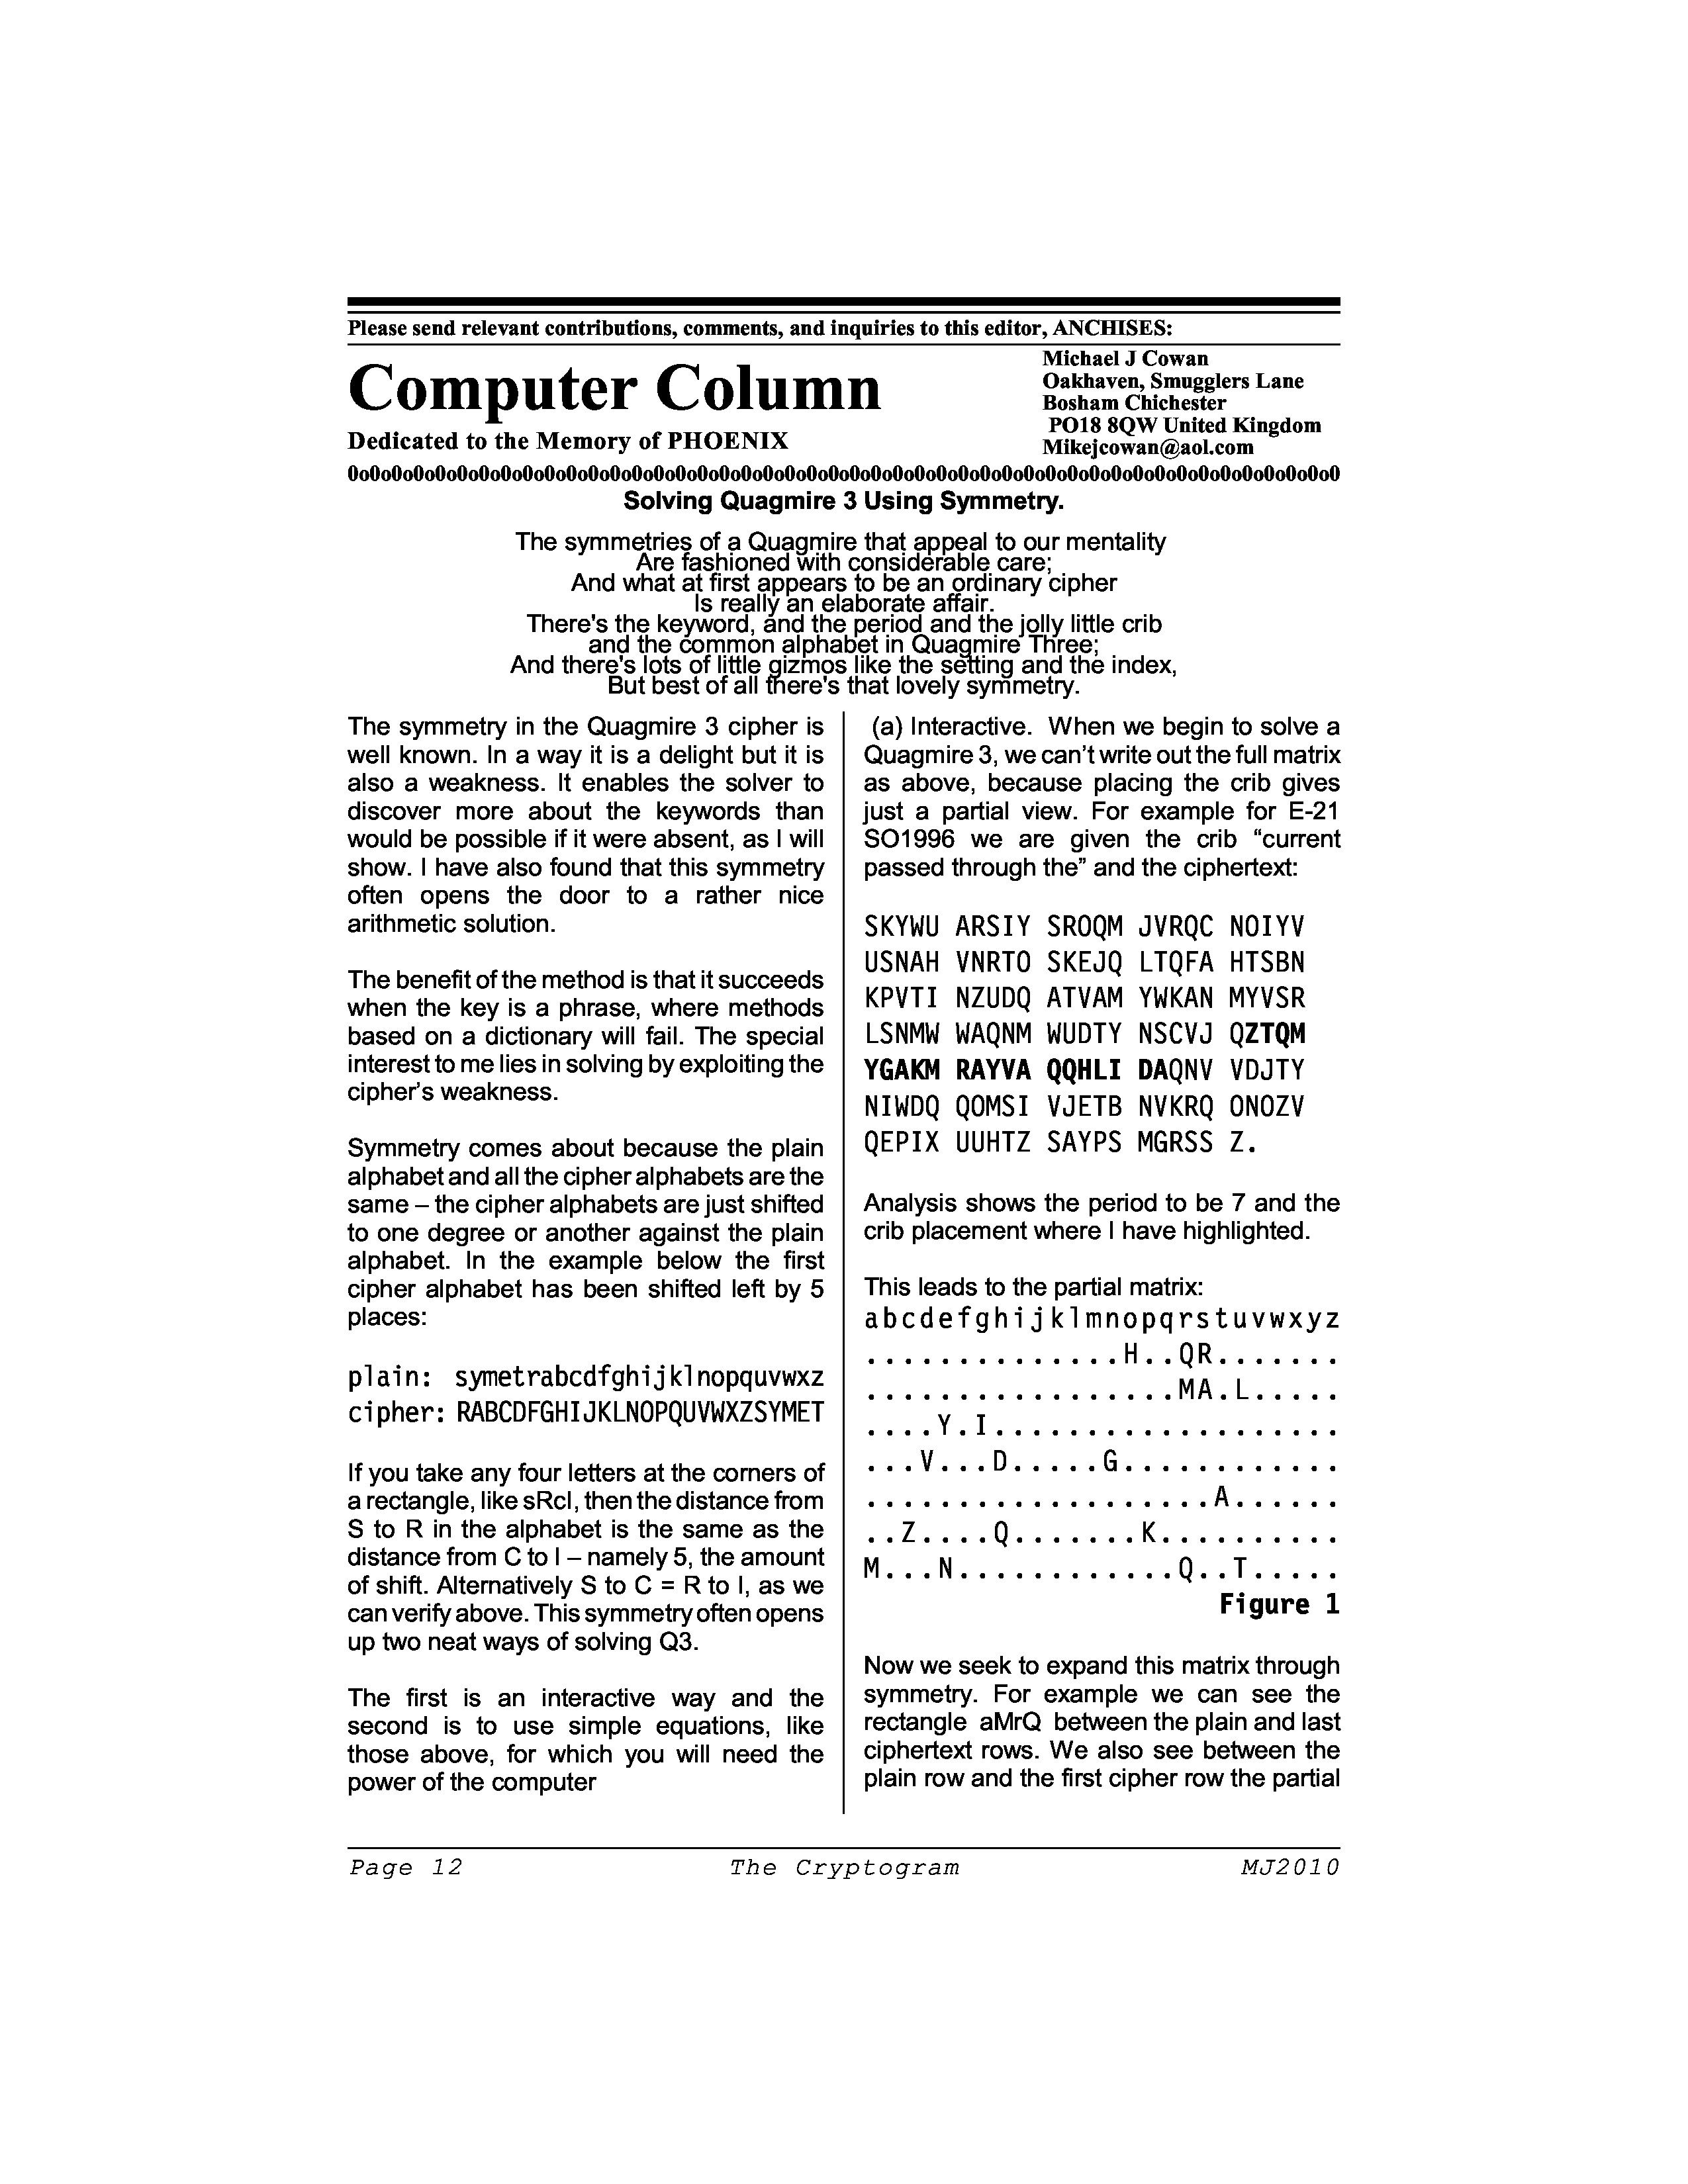 Please send relevant contributions, comments, and inquiries to this editor, ANCHISES:
Computer Column
Dedicated to the Memory of PHOENIX
Michael J Cowan
Oakhaven, Smugglers Lane
Bosham Chichester
PO18 8QW United Kingdom
Mikejcowan@aol.com
0o0o0o0o0o0o0o0o0o0o0o0o0o0o0o0o0o0o0o0o0o0o0o0o0o0o0o0o0o0o0o0o0o0o0o0o0o0o0o0o0o0o0o0o0o0
Solving Quagmire 3 Using Symmetry.
The symmetries of a Quagmire that appeal to our mentality
Are fashioned with considerable care;
And what at first appears to be an ordinary cipher
Is really an elaborate affair.
There's the keyword, and the period and the jolly little crib
and the common alphabet in Quagmire Three;
And there's lots of little gizmos like the setting and the index,
But best of all there's that lovely symmetry.
The symmetry in the Quagmire 3 cipher is
well known. In a way it is a delight but it is
also a weakness. It enables the solver to
discover more about the keywords than
would be possible if it were absent, as I will
show. I have also found that this symmetry
often opens the door to a rather nice
arithmetic solution.
The benefit of the method is that it succeeds
when the key is a phrase, where methods
based on a dictionary will fail. The special
interest to me lies in solving by exploiting the
cipher's weakness.
Symmetry comes about because the plain
alphabet and all the cipher alphabets are the
same – the cipher alphabets are just shifted
to one degree or another against the plain
alphabet. In the example below the first
cipher alphabet has been shifted left by 5
places:
plain: symetrabcdfghijklnopquvwxz
cipher: RABCDFGHIJKLNOPQUVWXZSYMET
If you take any four letters at the corners of
a rectangle, like sRcI, then the distance from
S to R in the alphabet is the same as the
distance from C to I – namely 5, the amount
of shift. Alternatively S to C = R to I, as we
can verify above. This symmetry often opens
up two neat ways of solving Q3.
The first is an interactive way and the
second is to use simple equations, like
those above, for which you will need the
power of the computer
(a) Interactive. When we begin to solve a
Quagmire 3, we can't write out the full matrix
as above, because placing the crib gives
just a partial view. For example for E-21
SO1996 we are given the crib “current
passed through the” and the ciphertext:
SKYWU ARSIY SROQM JVRQC NOIYV
USNAH VNRTO SKEJQ LTQFA HTSBN
KPVTI NZUDQ ATVAM YWKAN MYVSR
LSNMW WAQNM WUDTY NSCVJ QZTQM
YGAKM RAYVA QQHLI DAQNV VDJTY
NIWDQ QOMSI VJETB NVKRQ ONOZV
QEPIX UUHTZ SAYPS MGRSS Z.
Analysis shows the period to be 7 and the
crib placement where I have highlighted.
This leads to the partial matrix:
abcdefghijklmnopqrstuvwxyz
..............H..QR.......
.................MA.L.....
....Y.I...................
...V...D.....G............
...................A......
..Z....Q.......K..........
M...N............Q..T.....
Figure 1
Now we seek to expand this matrix through
symmetry. For example we can see the
rectangle aMrQ between the plain and last
ciphertext rows. We also see between the
plain row and the first cipher row the partial
Page 12
The Cryptogram
MJ2010